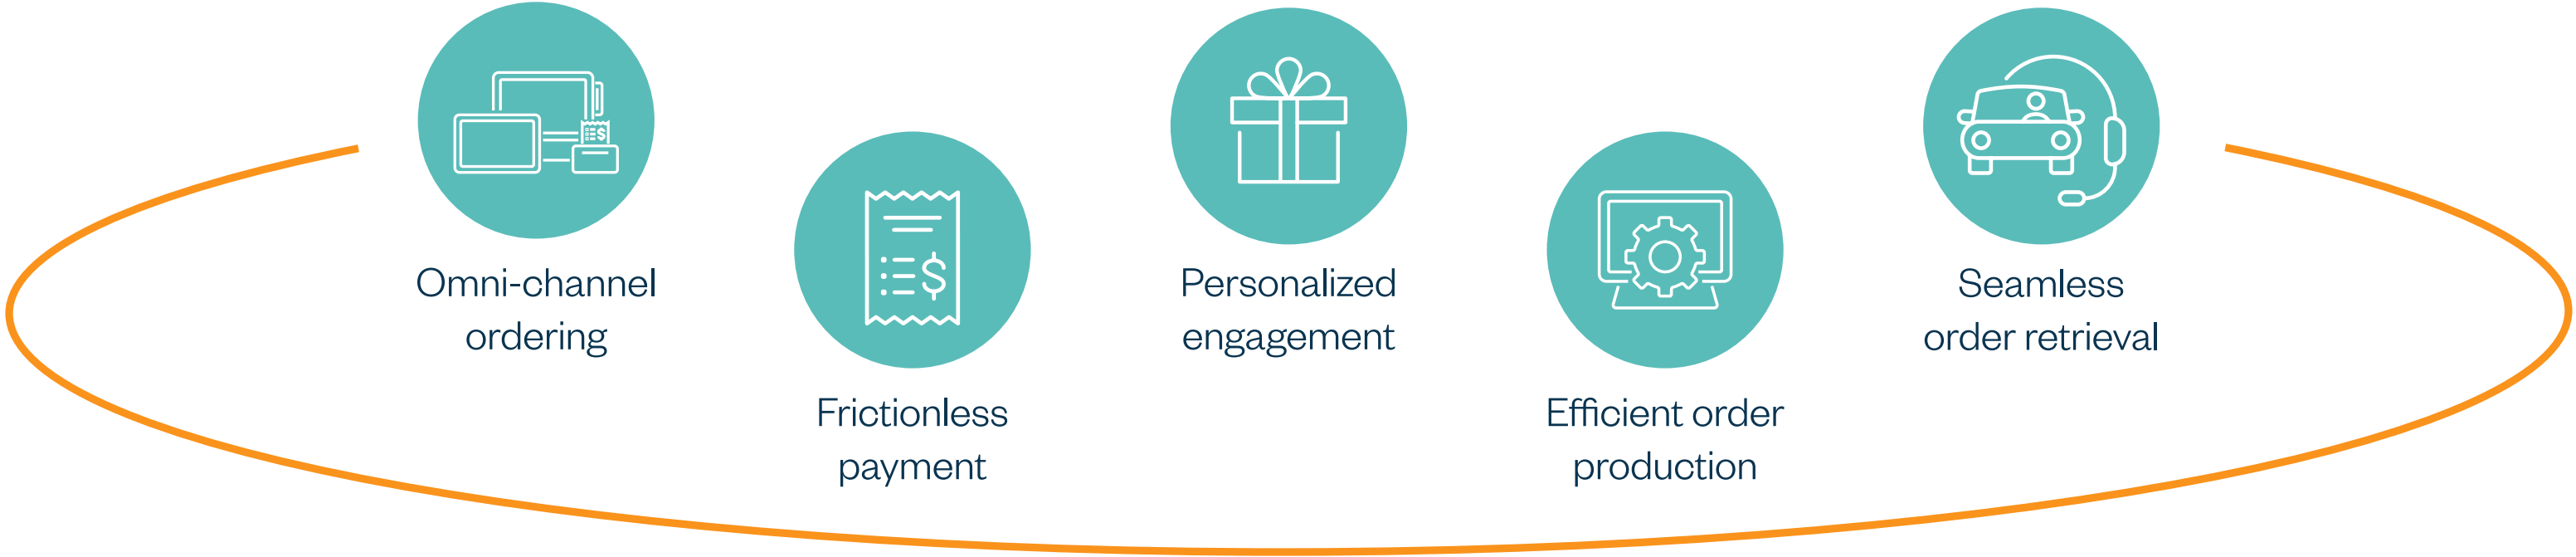 Omni-channel
ordering
Frictionless
payment
Personalized
engagement
Efficient order
production
Seamless
order retrieval